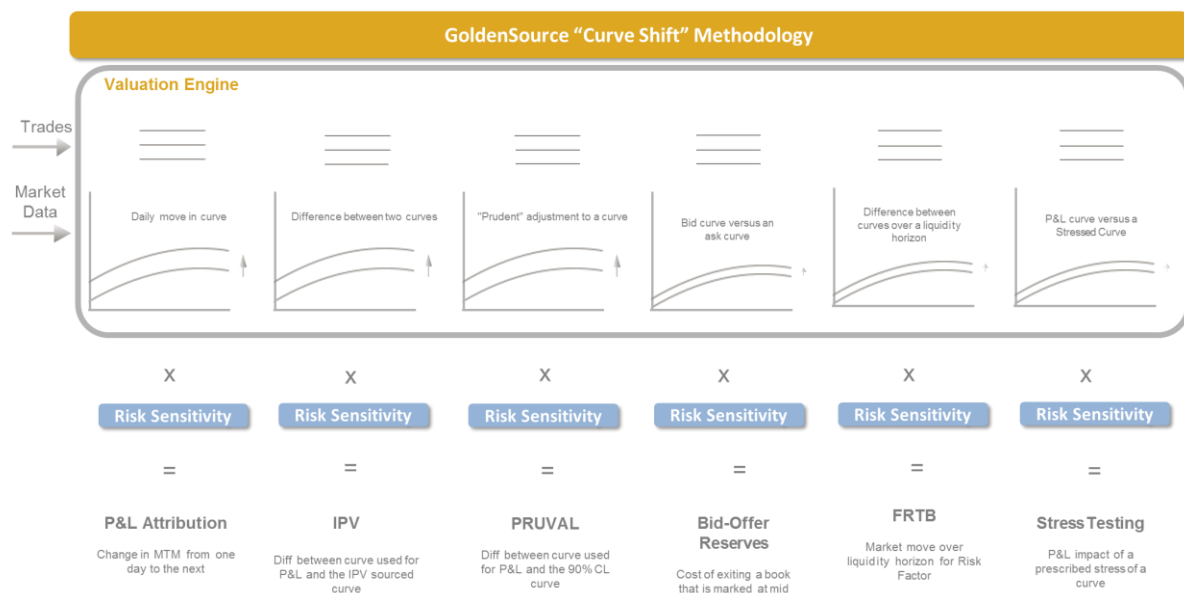 GoldenSource “Curve Shift” Methodology
Valuation Engine
Trades
Market
Data
Daily move in curve
Difference between two curves
"Prudent" adjustment to a curve
Bid curve versus an
ask curve
Difference between
curves over a liquidity
horizon
P&L curve versus a
Stressed Curve
X X X X X X
Risk Sensitivity Risk Sensitivity Risk Sensitivity Risk Sensitivity Risk Sensitivity Risk Sensitivity
= = = = = =
P&L Attribution
Change in MTM from one
day to the next
IPV
Diff between curve used for
P&L and the IPV sourced
curve
PRUVAL
Diff between curve used
for P&L and the 90% CL
curve
Bid-Offer
Reserves
Cost of exiting a book
that is marked at mid
FRTB
Market move over
liquidity horizon for Risk
Factor
Stress Testing
P&L impact of a
prescribed stress of a
curve